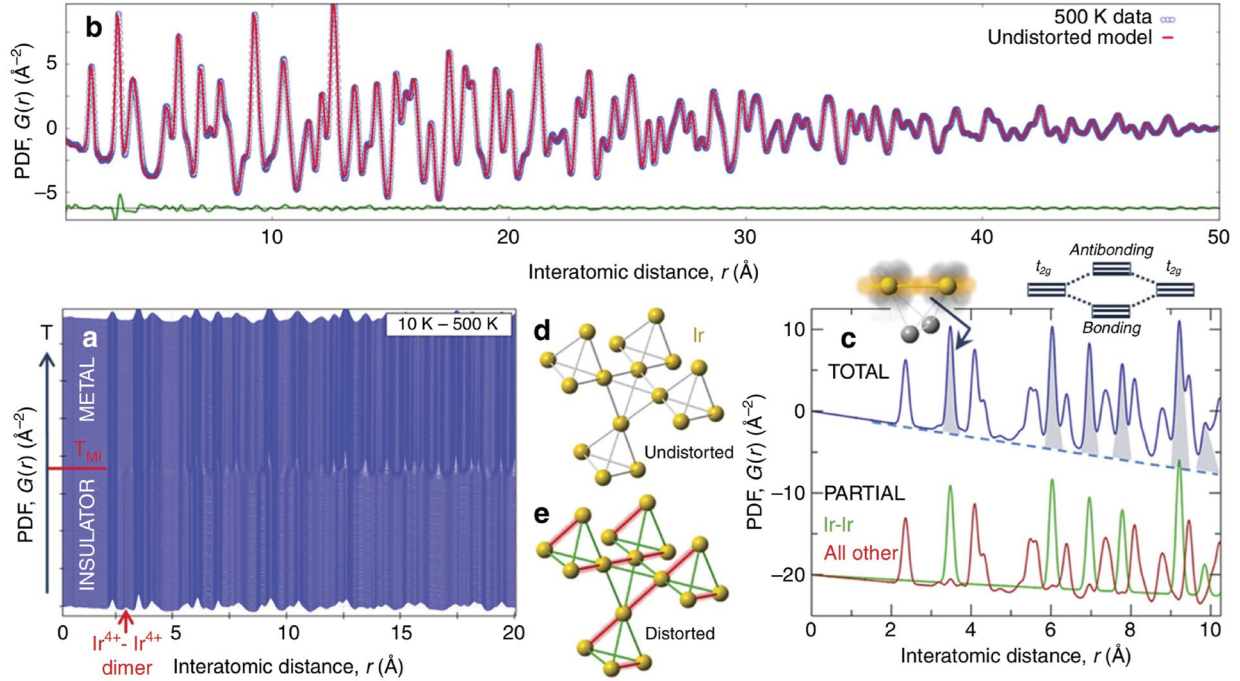 b
500 K data
Undistorted model
PDF, G(r) (Å⁻²)
5
0
−5
10
20
30
40
50
Interatomic distance, r (Å)
a
T
10 K – 500 K
METAL
T_MI
INSULATOR
PDF, G(r) (Å⁻²)
0
5
10
15
20
Ir⁴⁺- Ir⁴⁺
dimer
Interatomic distance, r (Å)
d
Ir
Undistorted
e
Distorted
Antibonding
t₂g
t₂g
Bonding
c
10
TOTAL
0
PDF, G(r) (Å⁻²)
−10
PARTIAL
Ir-Ir
All other
−20
0
2
4
6
8
10
Interatomic distance, r (Å)